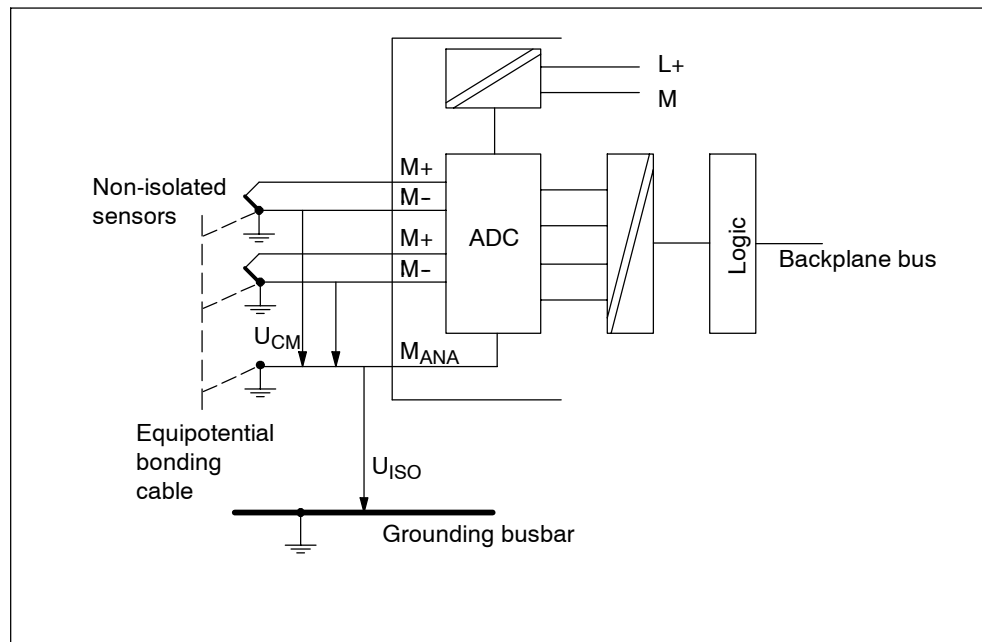 L+
M
M+
Non-isolated
sensors
M-
M+
M-
ADC
Logic
Backplane bus
UCM
MANA
Equipotential
bonding
cable
UISO
Grounding busbar